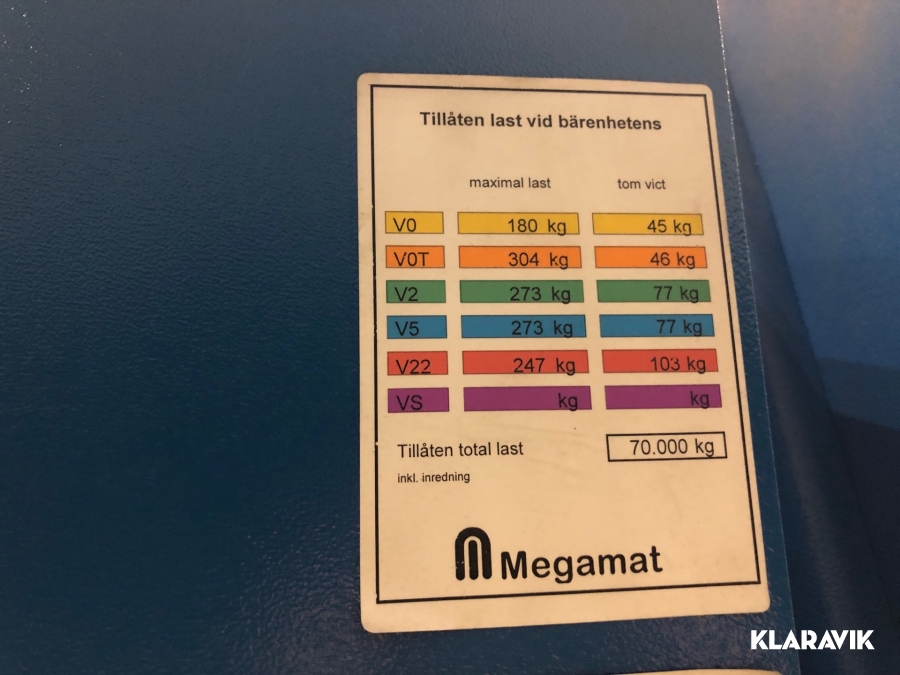 Tillåten last vid bärenhetens
maximal last tom vict
V0 180 kg 45 kg
V0T 304 kg 46 kg
V2 273 kg 77 kg
V5 273 kg 77 kg
V22 247 kg 103 kg
VS kg kg
Tillåten total last 70.000 kg
inkl. inredning
Megamat
KLARAVIK